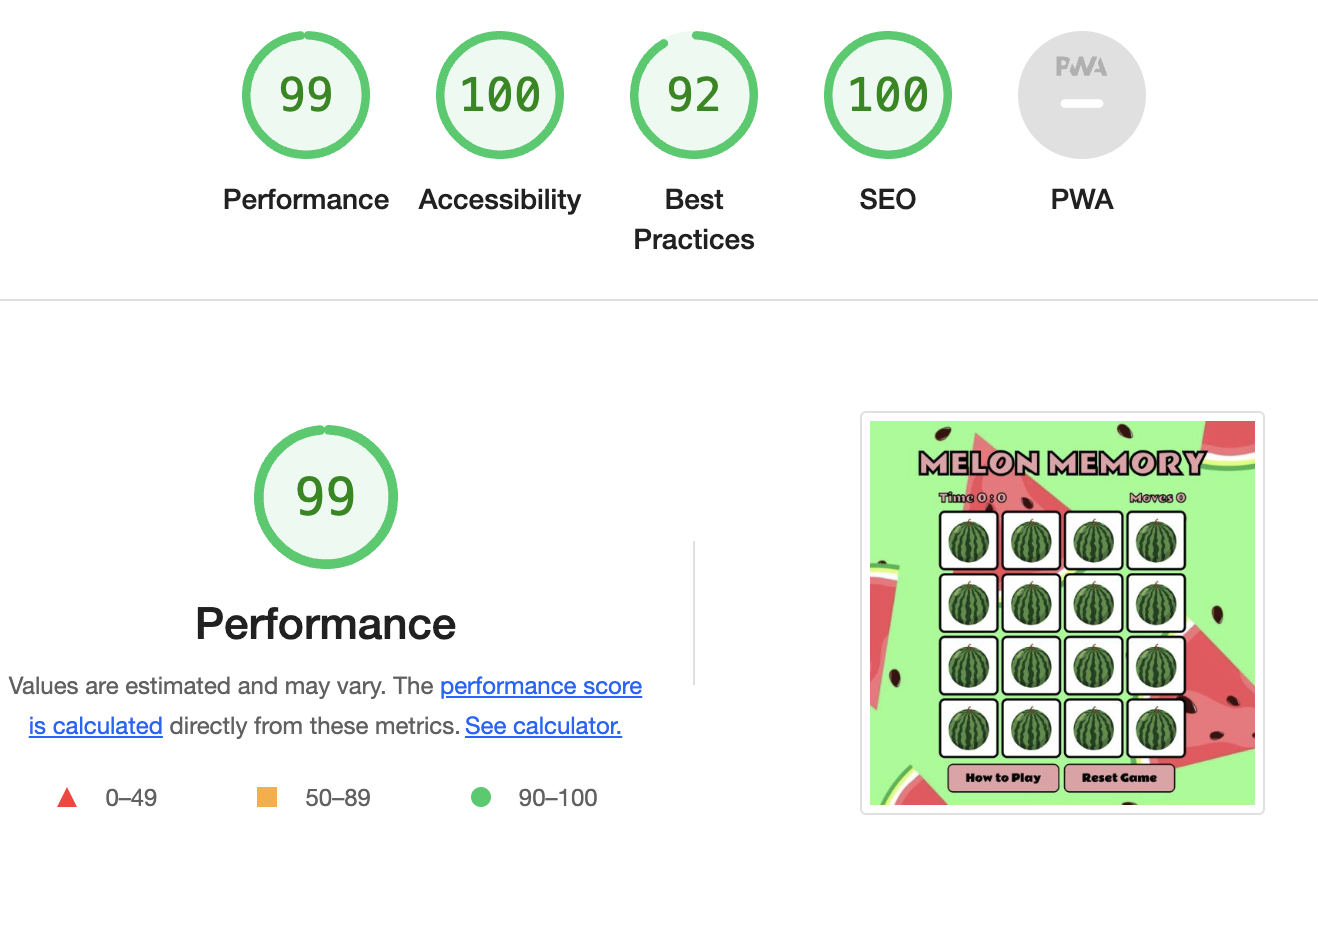 99
100
92
100
PWA
Performance
Accessibility
Best
Practices
SEO
PWA
99
Performance
Values are estimated and may vary. The performance score
is calculated directly from these metrics. See calculator.
0–49
50–89
90–100
MELON MEMORY
Time 0:0
Moves 0
How to Play
Reset Game